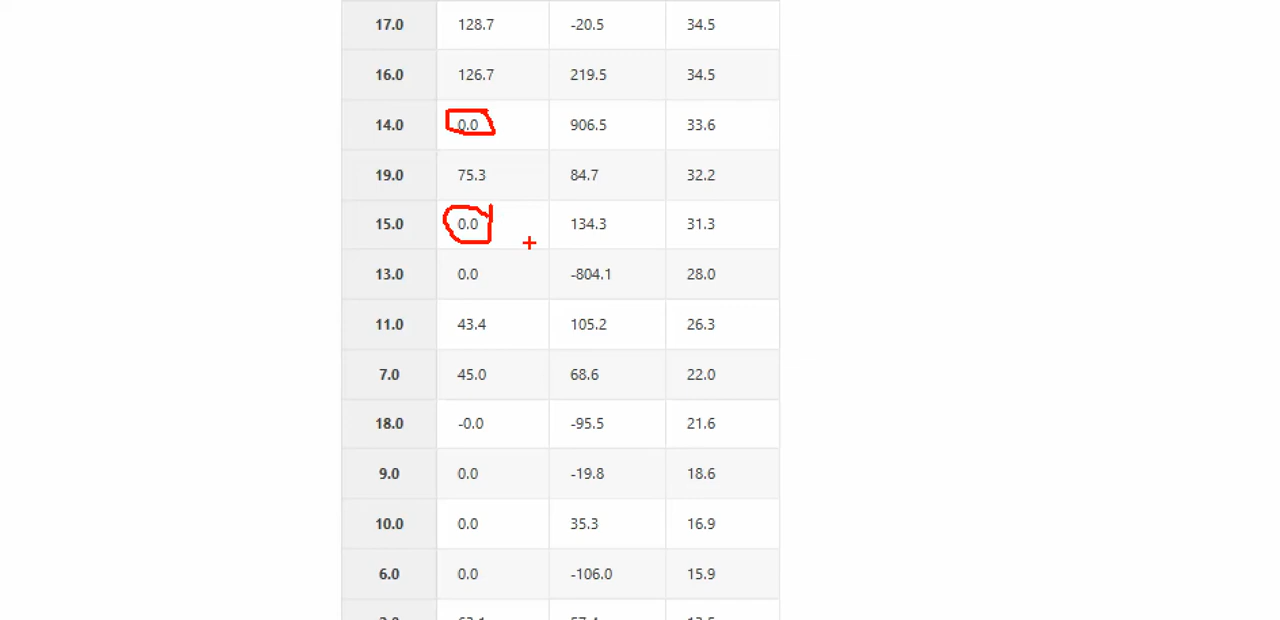 17.0 128.7 -20.5 34.5
16.0 126.7 219.5 34.5
14.0 0.0 906.5 33.6
19.0 75.3 84.7 32.2
15.0 0.0 134.3 31.3
13.0 0.0 -804.1 28.0
11.0 43.4 105.2 26.3
7.0 45.0 68.6 22.0
18.0 -0.0 -95.5 21.6
9.0 0.0 -19.8 18.6
10.0 0.0 35.3 16.9
6.0 0.0 -106.0 15.9